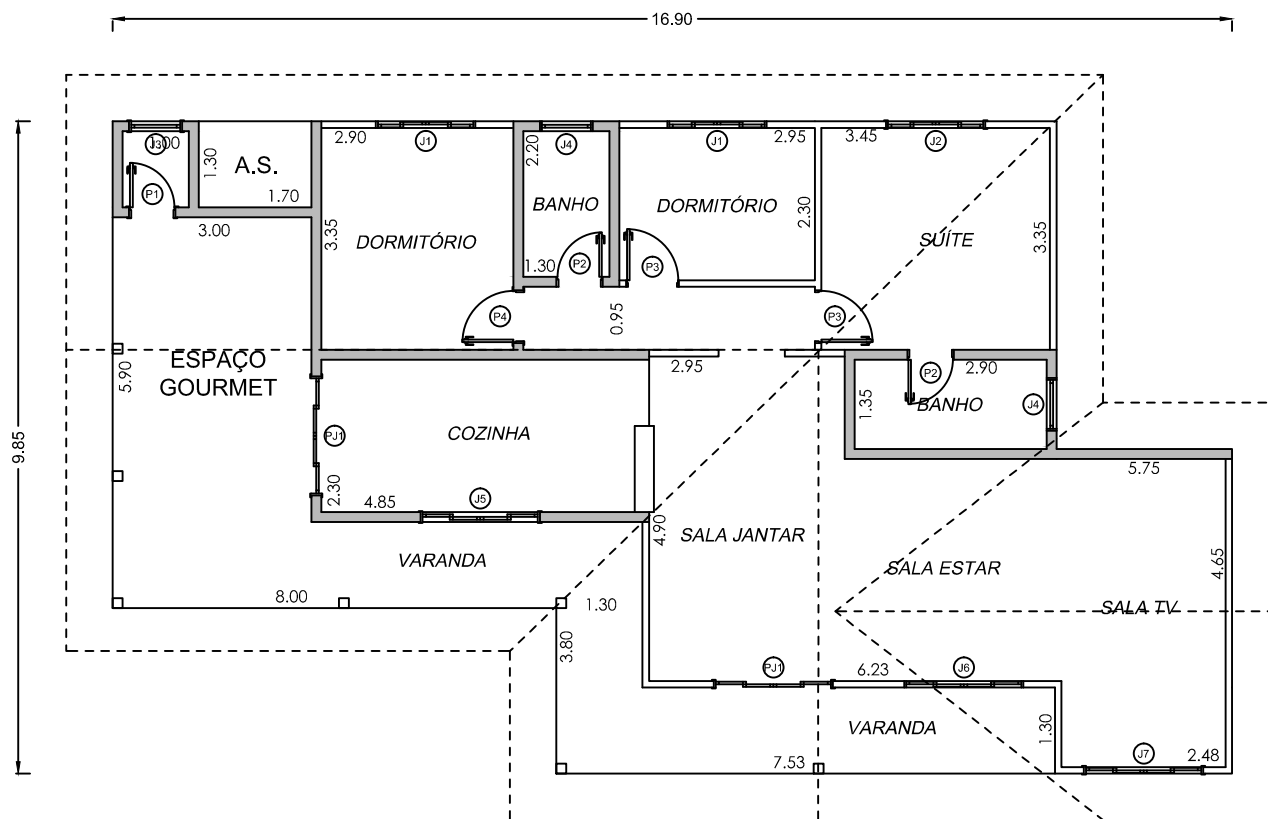 16.90
9.85
J3
1.00
1.30
A.S.
1.70
P1
3.00
2.90
J1
2.20
J4
J1
2.95
3.45
J2
BANHO
DORMITÓRIO
2.30
3.35
DORMITÓRIO
SUÍTE
3.35
1.30
P2
P3
P4
0.95
P3
ESPAÇO
GOURMET
5.90
2.95
P2
2.90
1.35
BANHO
J4
PJ1
COZINHA
2.30
4.85
J5
5.75
4.90
SALA JANTAR
VARANDA
SALA ESTAR
4.65
8.00
1.30
SALA TV
3.80
PJ1
6.23
J6
VARANDA
1.30
7.53
J7
2.48